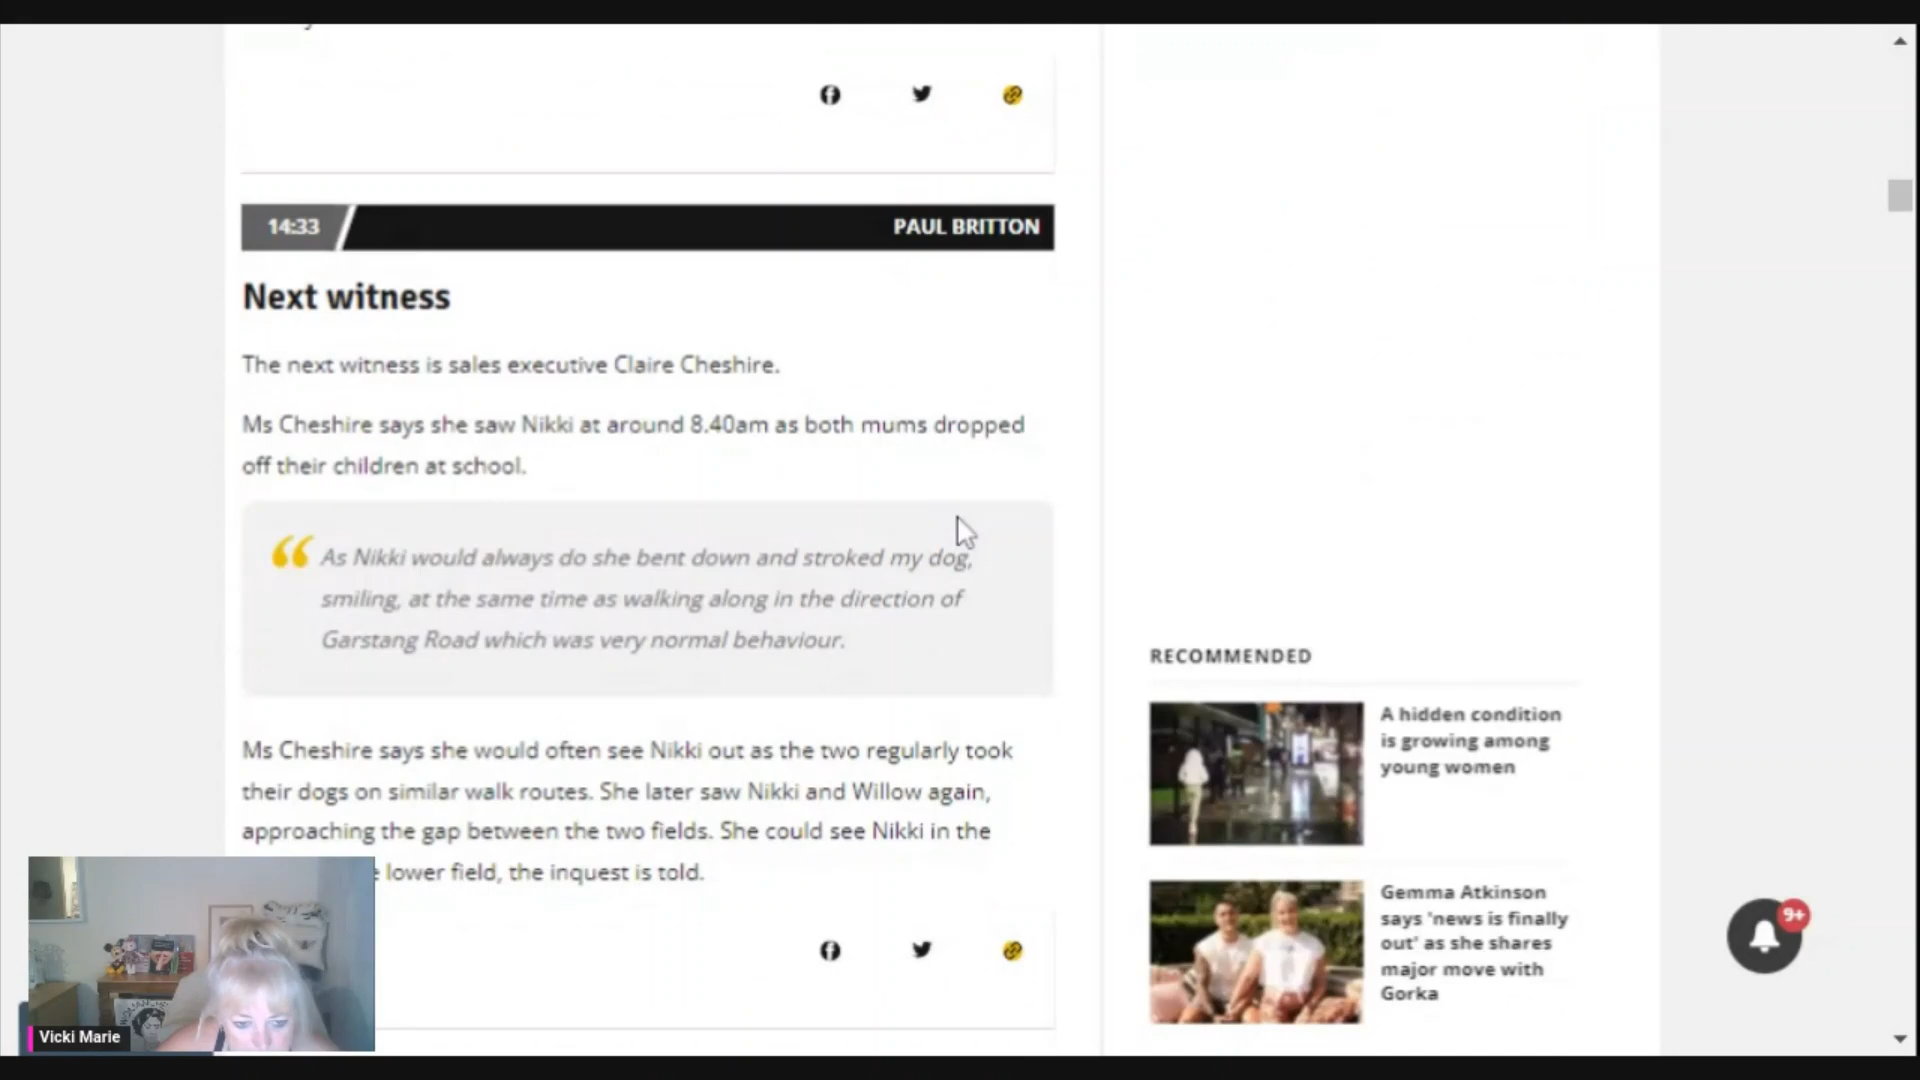 14:33
PAUL BRITTON
Next witness
The next witness is sales executive Claire Cheshire.
Ms Cheshire says she saw Nikki at around 8.40am as both mums dropped
off their children at school.
“ As Nikki would always do she bent down and stroked my dog,
smiling, at the same time as walking along in the direction of
Garstang Road which was very normal behaviour.
Ms Cheshire says she would often see Nikki out as the two regularly took
their dogs on similar walk routes. She later saw Nikki and Willow again,
approaching the gap between the two fields. She could see Nikki in the
lower field, the inquest is told.
RECOMMENDED
A hidden condition
is growing among
young women
Gemma Atkinson
says 'news is finally
out' as she shares
major move with
Gorka
9+
Vicki Marie